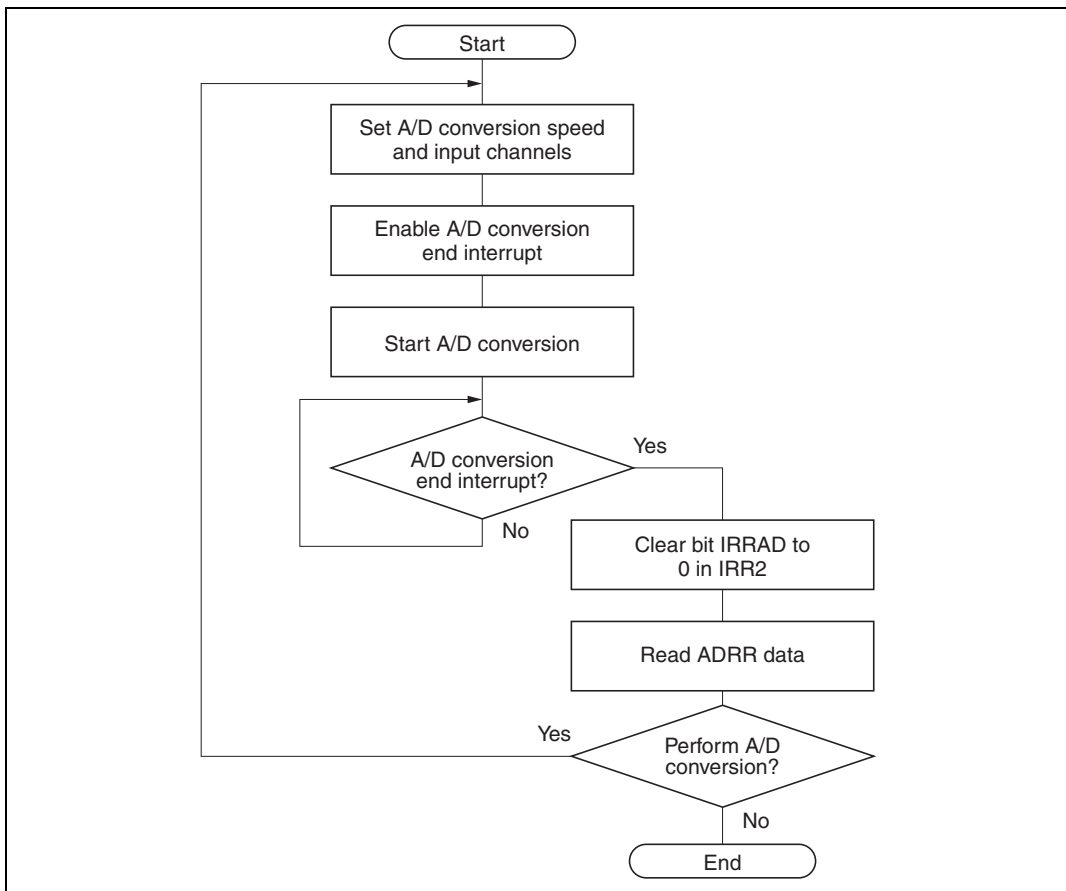 Start
Set A/D conversion speed
and input channels
Enable A/D conversion
end interrupt
Start A/D conversion
Yes
A/D conversion
end interrupt?
No
Clear bit IRRAD to
0 in IRR2
Read ADRR data
Yes
Perform A/D
conversion?
No
End